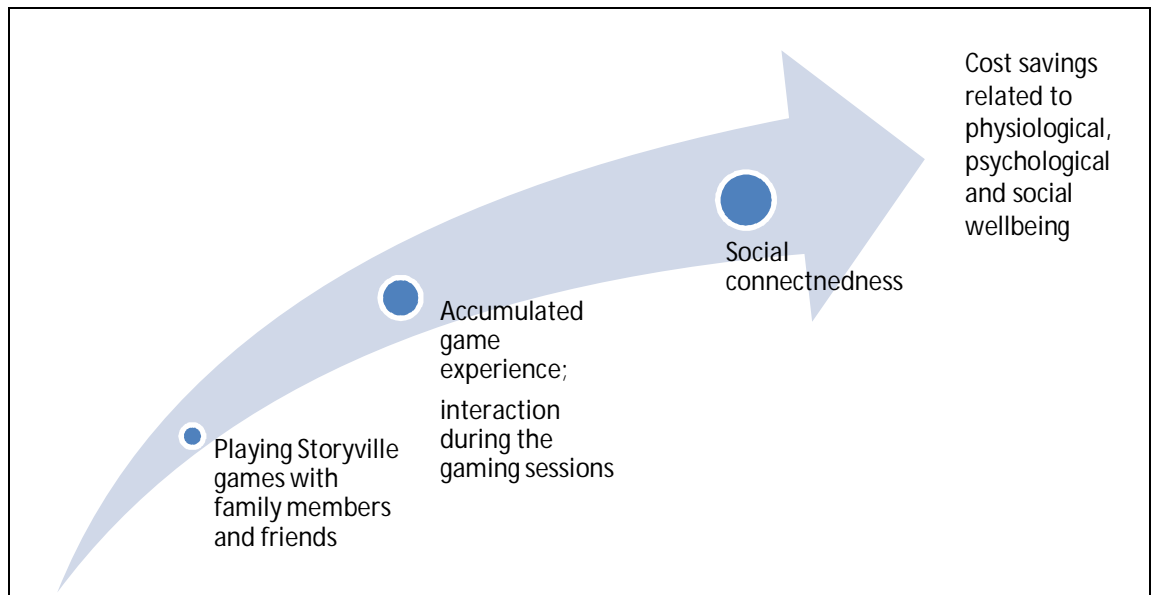 Cost savings
related to
physiological,
psychological
and social
wellbeing
Social
connectnedness
Accumulated
game
experience;
interaction
during the
gaming sessions
Playing Storyville
games with
family members
and friends